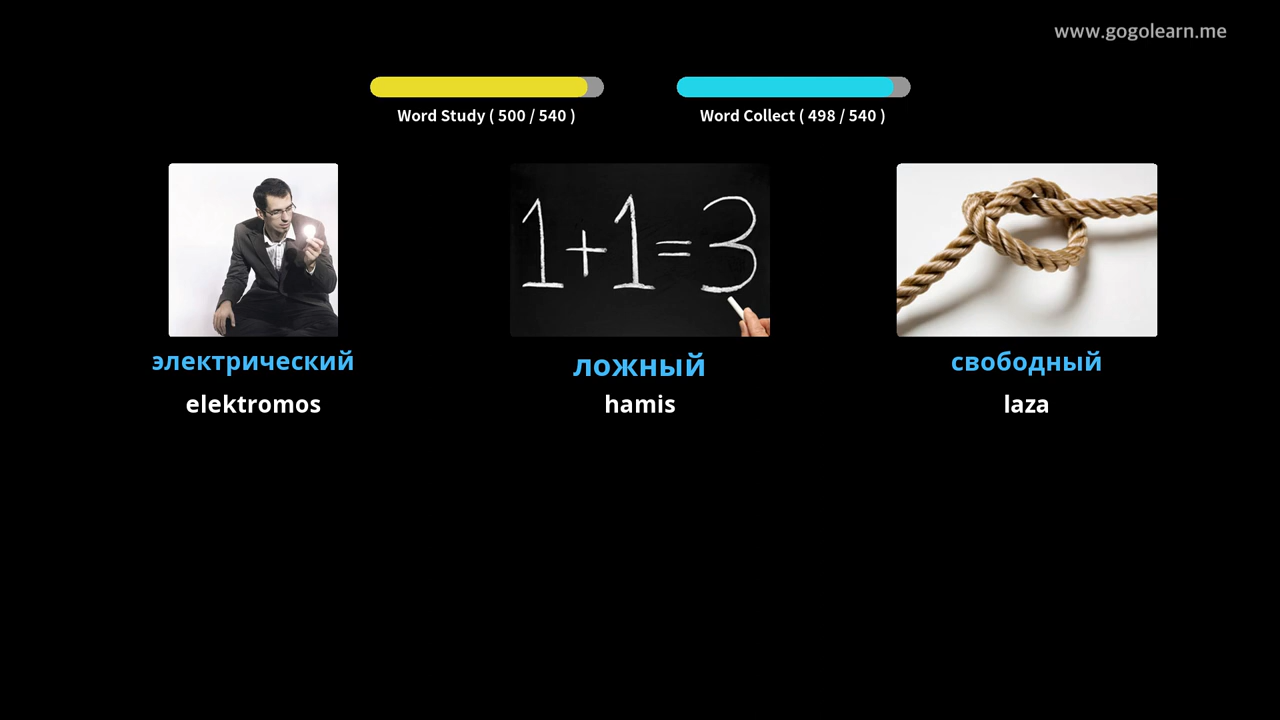 www.gogolearn.me
Word Study ( 500 / 540 )
Word Collect ( 498 / 540 )
1+1=3
электрический
ложный
свободный
elektromos
hamis
laza